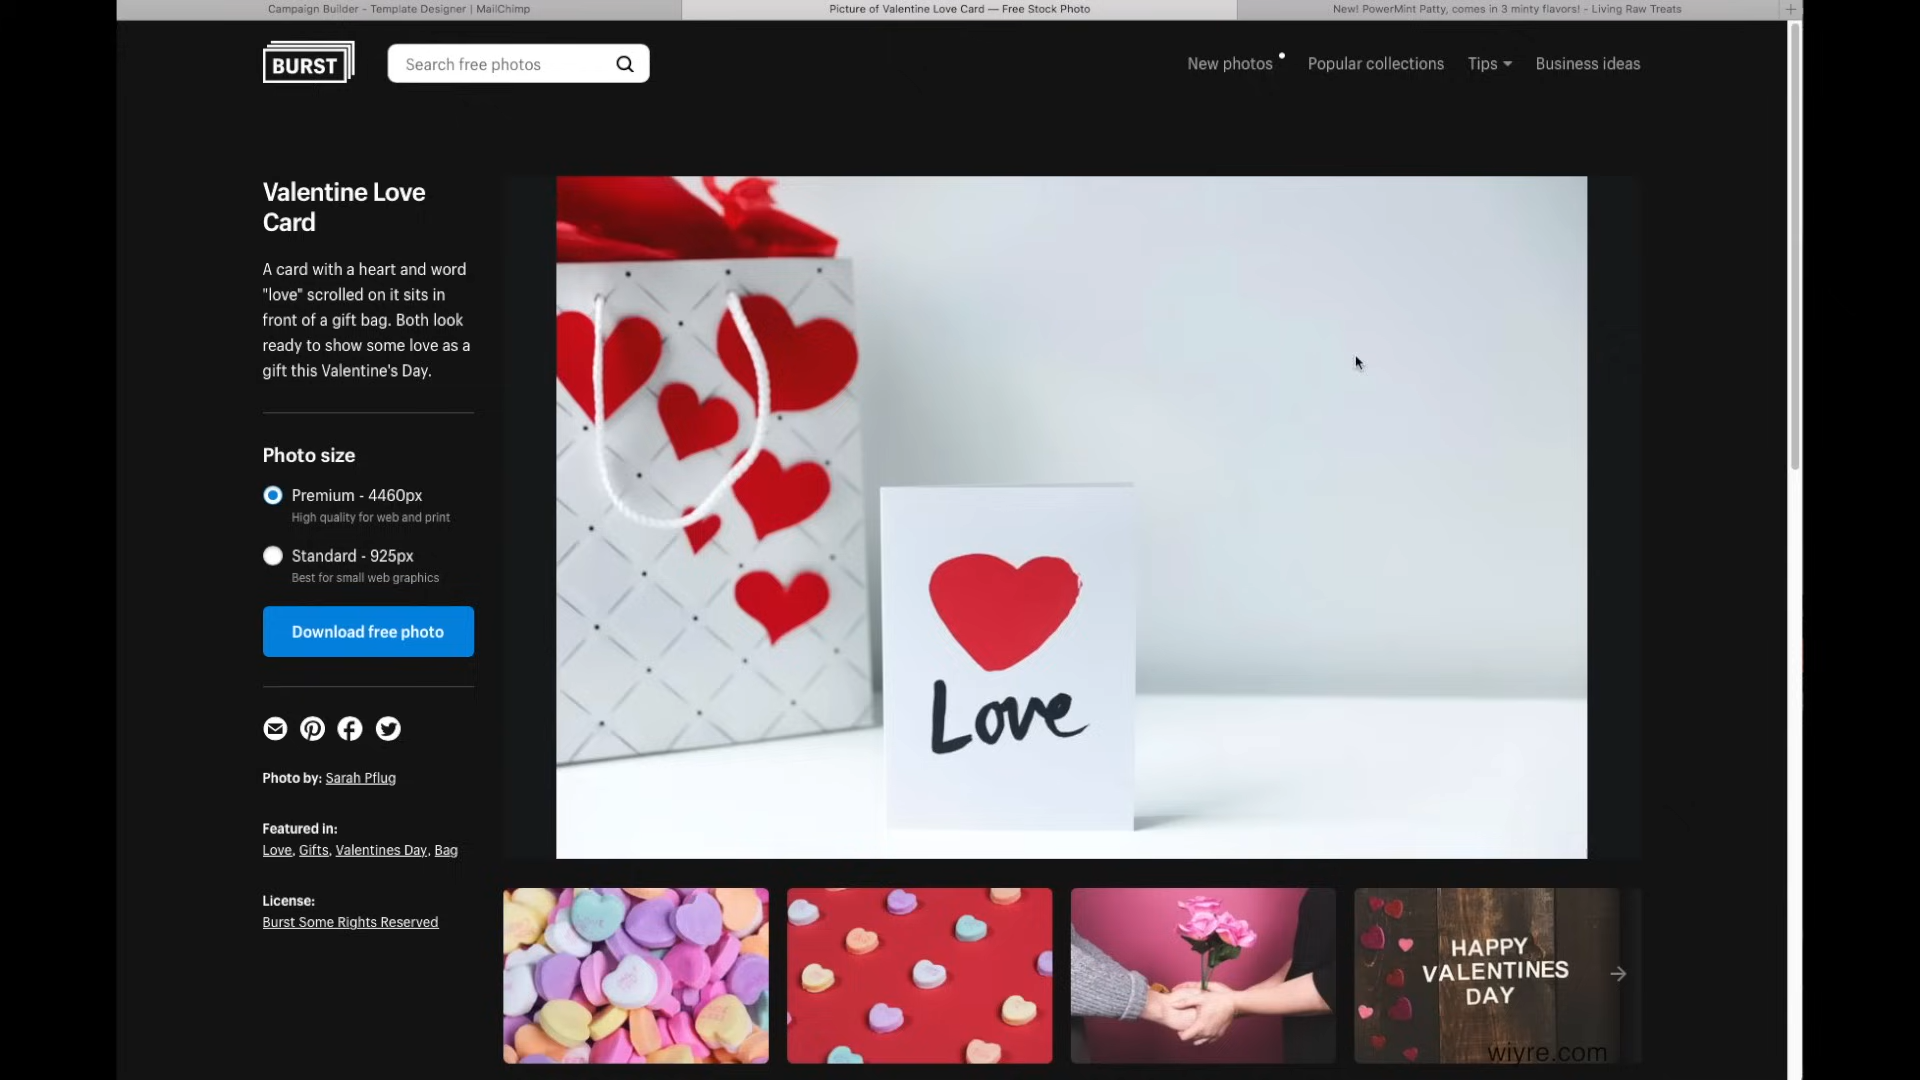 Campaign Builder - Template Designer | MailChimp
Picture of Valentine Love Card — Free Stock Photo
New! PowerMint Patty, comes in 3 minty flavors! - Living Raw Treats
BURST
Search free photos
New photos
Popular collections
Tips
Business ideas
Valentine Love
Card
A card with a heart and word
"love" scrolled on it sits in
front of a gift bag. Both look
ready to show some love as a
gift this Valentine's Day.
Photo size
Premium - 4460px
High quality for web and print
Standard - 925px
Best for small web graphics
Download free photo
Photo by: Sarah Pflug
Featured in:
Love, Gifts, Valentines Day, Bag
License:
Burst Some Rights Reserved
Love
HAPPY
VALENTINES
DAY
wiyre.com